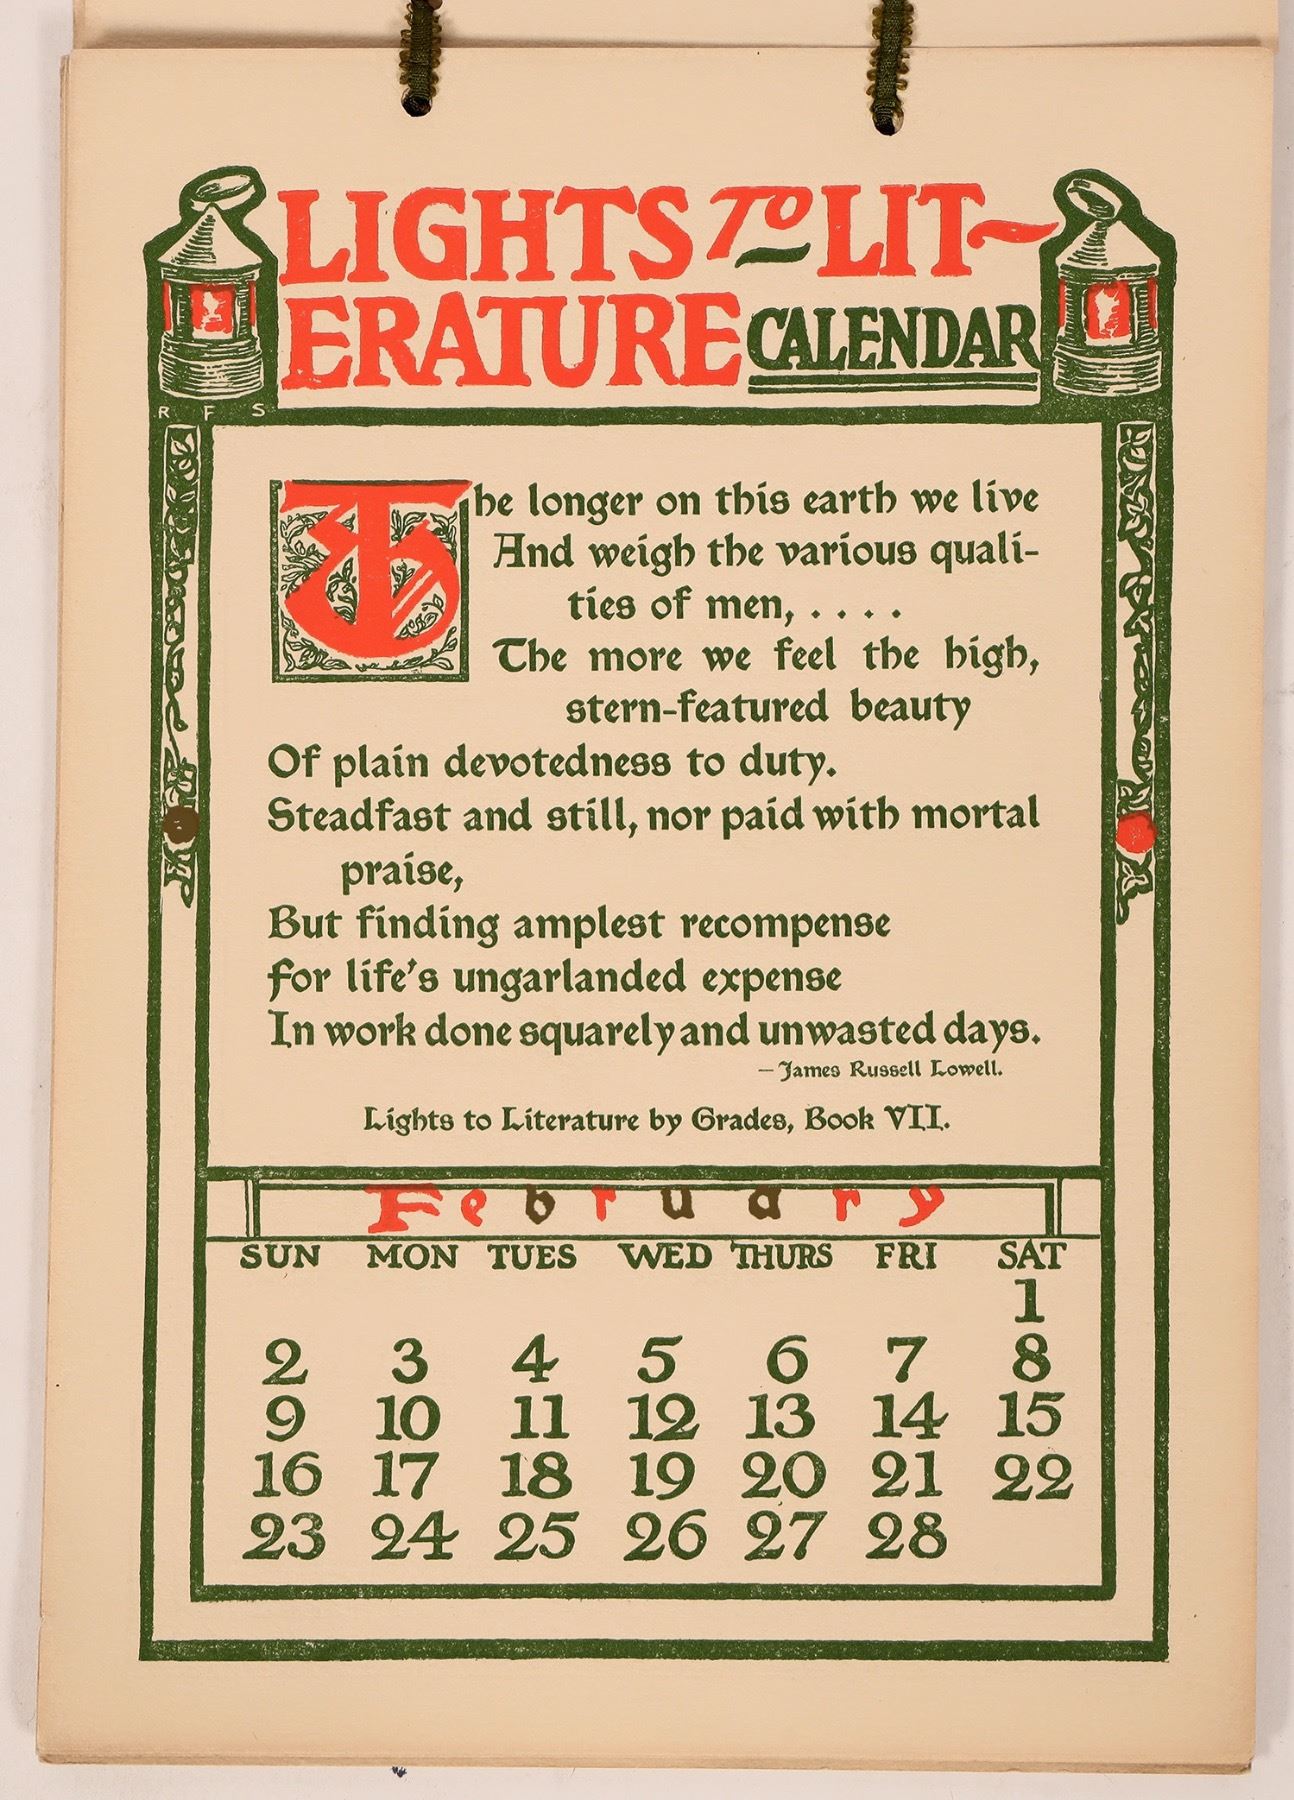 LIGHTS TO LIT~
ERATURE CALENDAR
R F S
The longer on this earth we live
And weigh the various quali-
ties of men, . . . .
The more we feel the high,
stern-featured beauty
Of plain devotedness to duty.
Steadfast and still, nor paid with mortal
praise,
But finding amplest recompense
For life's ungarlanded expense
In work done squarely and unwasted days.
—James Russell Lowell.
Lights to Literature by Grades, Book VII.
February
SUN MON TUES WED THURS FRI SAT
1
2 3 4 5 6 7 8
9 10 11 12 13 14 15
16 17 18 19 20 21 22
23 24 25 26 27 28